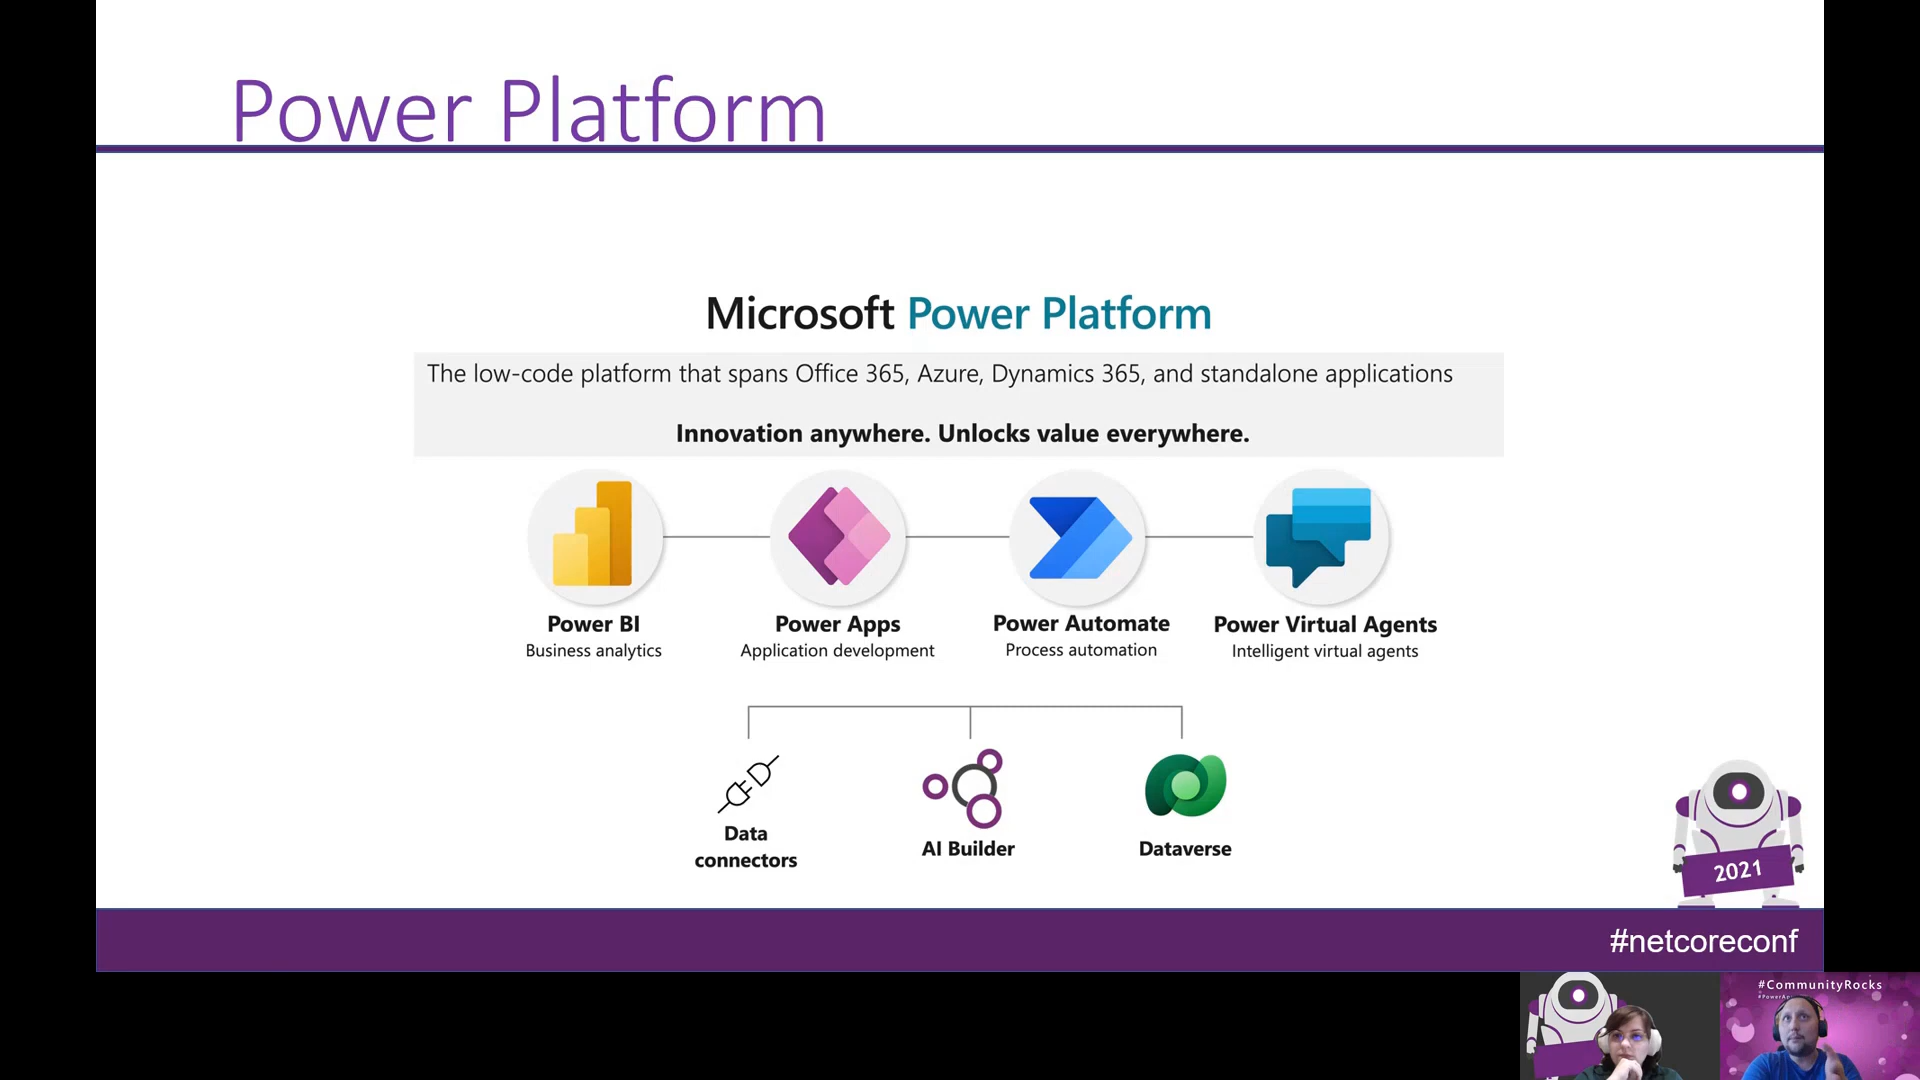 Power Platform
Microsoft Power Platform
The low-code platform that spans Office 365, Azure, Dynamics 365, and standalone applications
Innovation anywhere. Unlocks value everywhere.
Power BI
Business analytics
Power Apps
Application development
Power Automate
Process automation
Power Virtual Agents
Intelligent virtual agents
Data
connectors
AI Builder
Dataverse
2021
#netcoreconf
#CommunityRocks